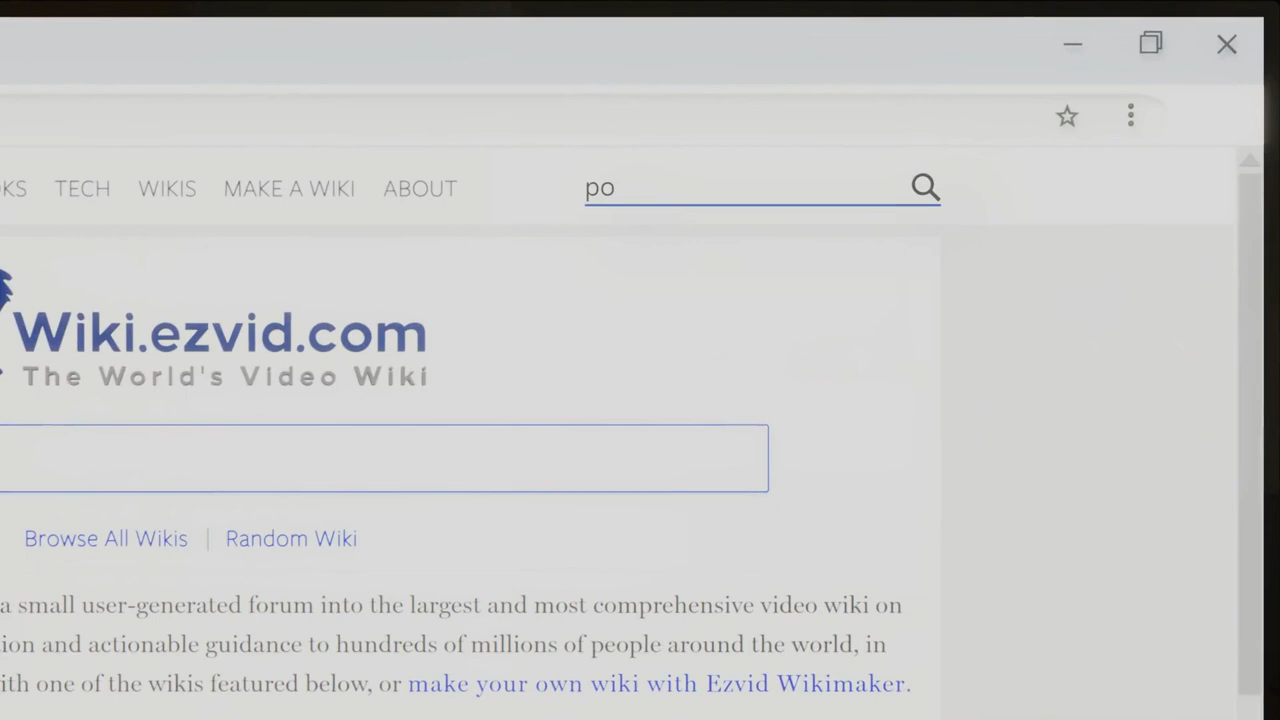 TECH WIKIS MAKE A WIKI ABOUT po
Wiki.ezvid.com
The World's Video Wiki
Browse All Wikis | Random Wiki
a small user-generated forum into the largest and most comprehensive video wiki on
and actionable guidance to hundreds of millions of people around the world, in
with one of the wikis featured below, or make your own wiki with Ezvid Wikimaker.